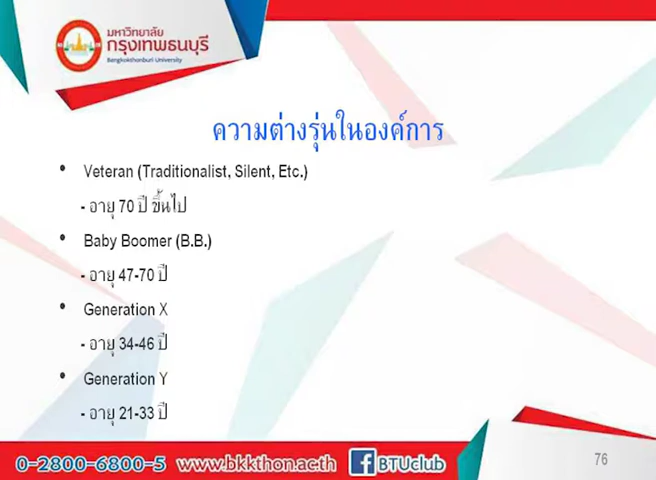 มหาวิทยาลัย
กรุงเทพธนบุรี
Bangkokthonburi University
ความต่างรุ่นในองค์การ
• Veteran (Traditionalist, Silent, Etc.)
- อายุ 70 ปี ขึ้นไป
• Baby Boomer (B.B.)
- อายุ 47-70 ปี
• Generation X
- อายุ 34-46 ปี
• Generation Y
- อายุ 21-33 ปี
0-2800-6800-5 www.bkkthon.ac.th f BTUclub
76